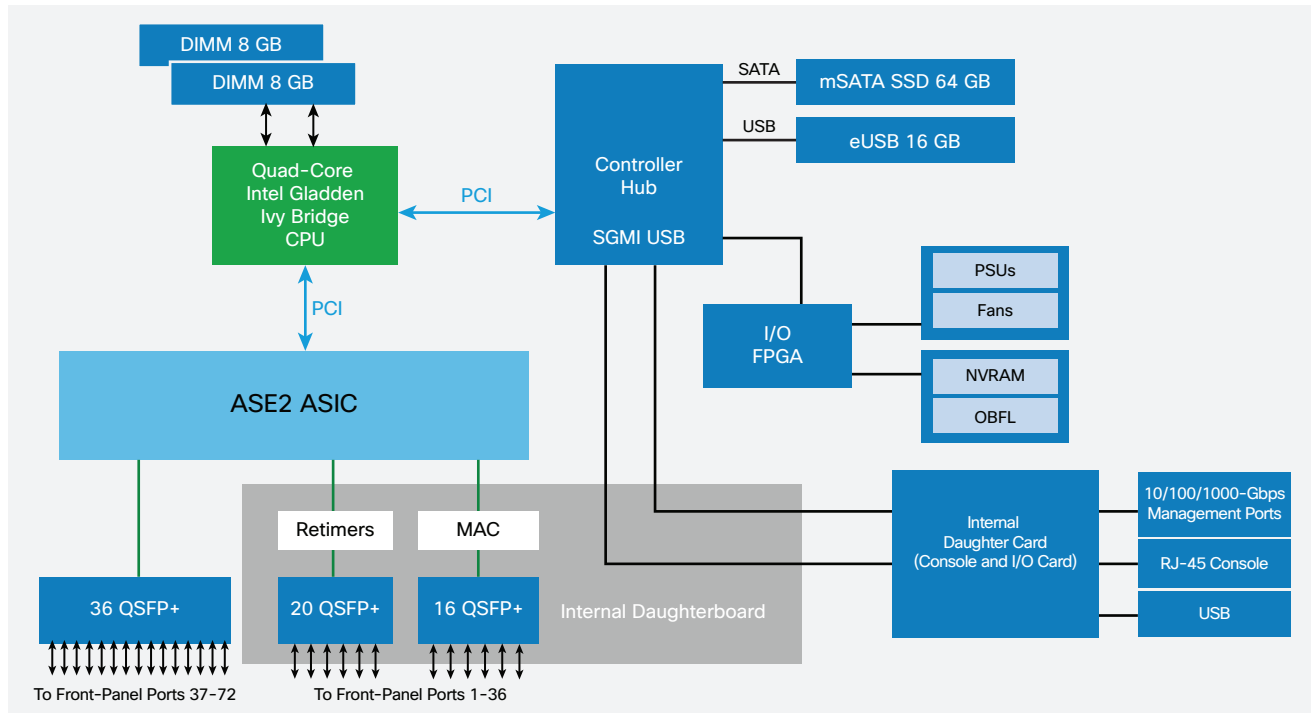 DIMM 8 GB
DIMM 8 GB
Quad-Core
Intel Gladden
Ivy Bridge
CPU
PCI
PCI
Controller
Hub
SGMI USB
SATA
mSATA SSD 64 GB
USB
eUSB 16 GB
I/O
FPGA
PSUs
Fans
NVRAM
OBFL
ASE2 ASIC
Retimers
MAC
36 QSFP+
20 QSFP+
16 QSFP+
Internal Daughterboard
To Front-Panel Ports 37-72
To Front-Panel Ports 1-36
Internal
Daughter Card
(Console and I/O Card)
10/100/1000-Gbps
Management Ports
RJ-45 Console
USB